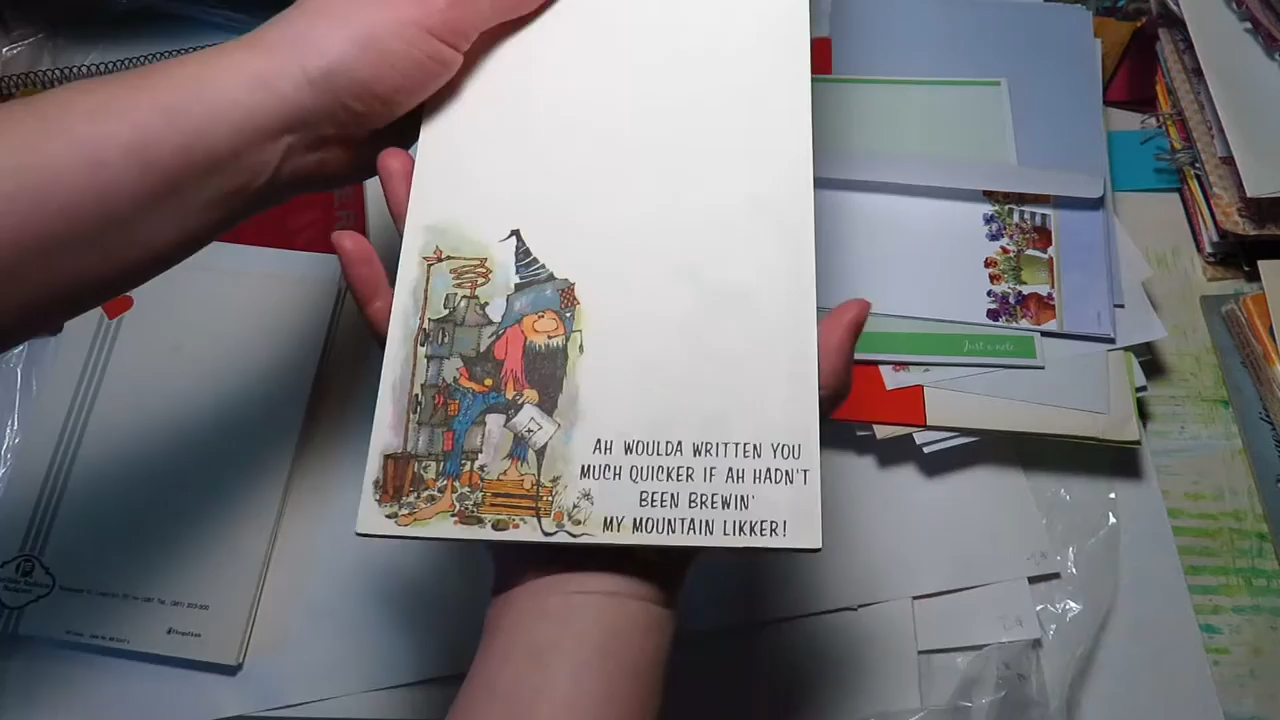 AH WOULDA WRITTEN YOU
MUCH QUICKER IF AH HADN'T
BEEN BREWIN'
MY MOUNTAIN LIKKER!
X
Just a note...